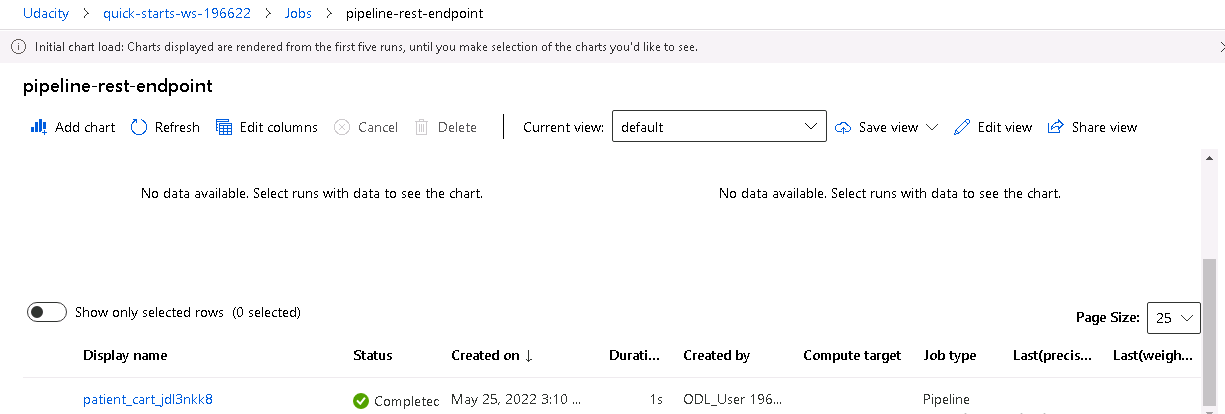 Udacity > quick-starts-ws-196622 > Jobs > pipeline-rest-endpoint
Initial chart load: Charts displayed are rendered from the first five runs, until you make selection of the charts you'd like to see.
pipeline-rest-endpoint
Add chart Refresh Edit columns Cancel Delete Current view: default Save view Edit view Share view
No data available. Select runs with data to see the chart. No data available. Select runs with data to see the chart.
Show only selected rows (0 selected)
Page Size: 25
Display name Status Created on ↓ Durati... Created by Compute target Job type Last(precis... Last(weigh...
patient_cart_jdl3nkk8 Completed May 25, 2022 3:10 ... 1s ODL_User 196... Pipeline